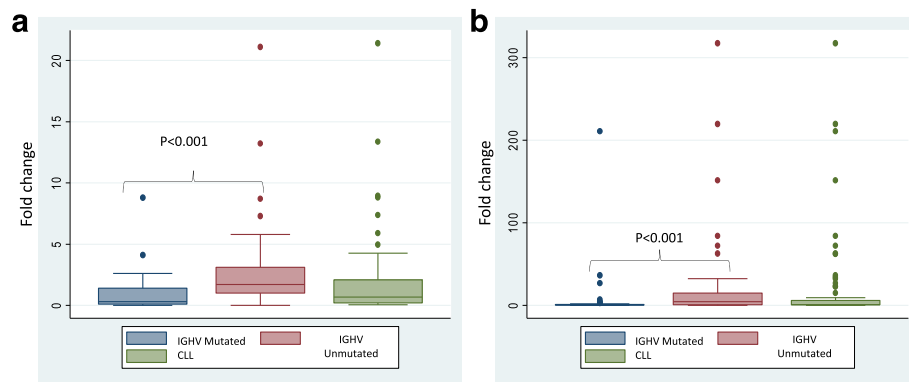 a
Fold change
20
15
10
5
0
P<0.001
IGHV Mutated
IGHV Unmutated
CLL
b
Fold change
300
200
100
0
P<0.001
IGHV Mutated
IGHV Unmutated
CLL